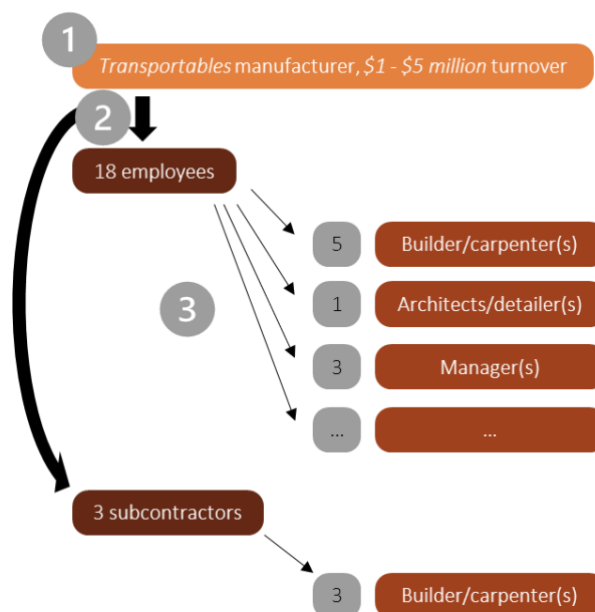 1
Transportables manufacturer, $1 - $5 million turnover
2
18 employees
5 Builder/carpenter(s)
1 Architects/detailer(s)
3
3 Manager(s)
... ...
3 subcontractors
3 Builder/carpenter(s)